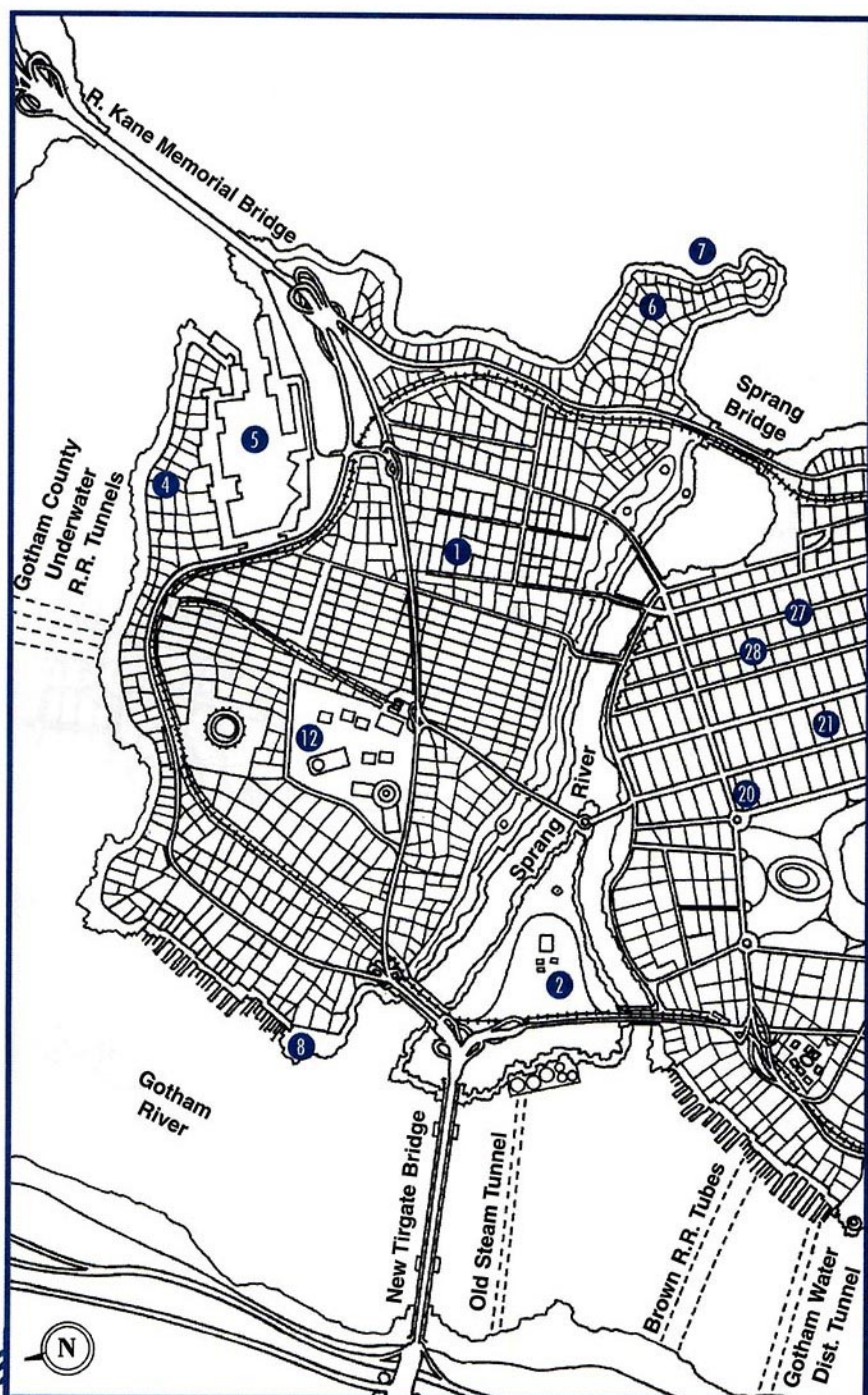 R. Kane Memorial Bridge
7
6
Sprang
Bridge
5
4
Gotham County
Underwater
R.R. Tunnels
1
27
28
21
12
20
Sprang River
2
8
Gotham
River
New Tirgate Bridge
Old Steam Tunnel
Brown R.R. Tubes
Gotham Water
Dist. Tunnel
N